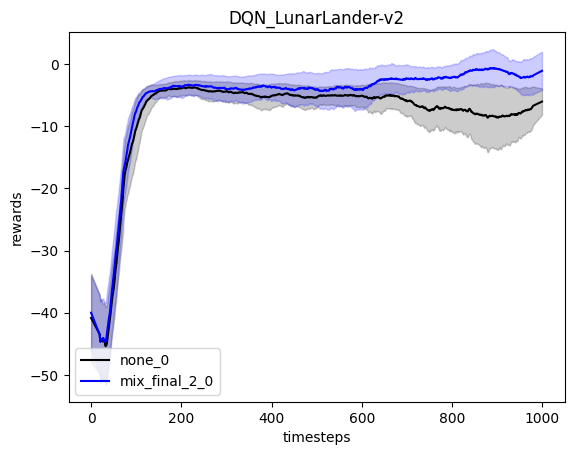 DQN_LunarLander-v2
rewards
0
−10
−20
−30
−40
−50
none_0
mix_final_2_0
0 200 400 600 800 1000
timesteps